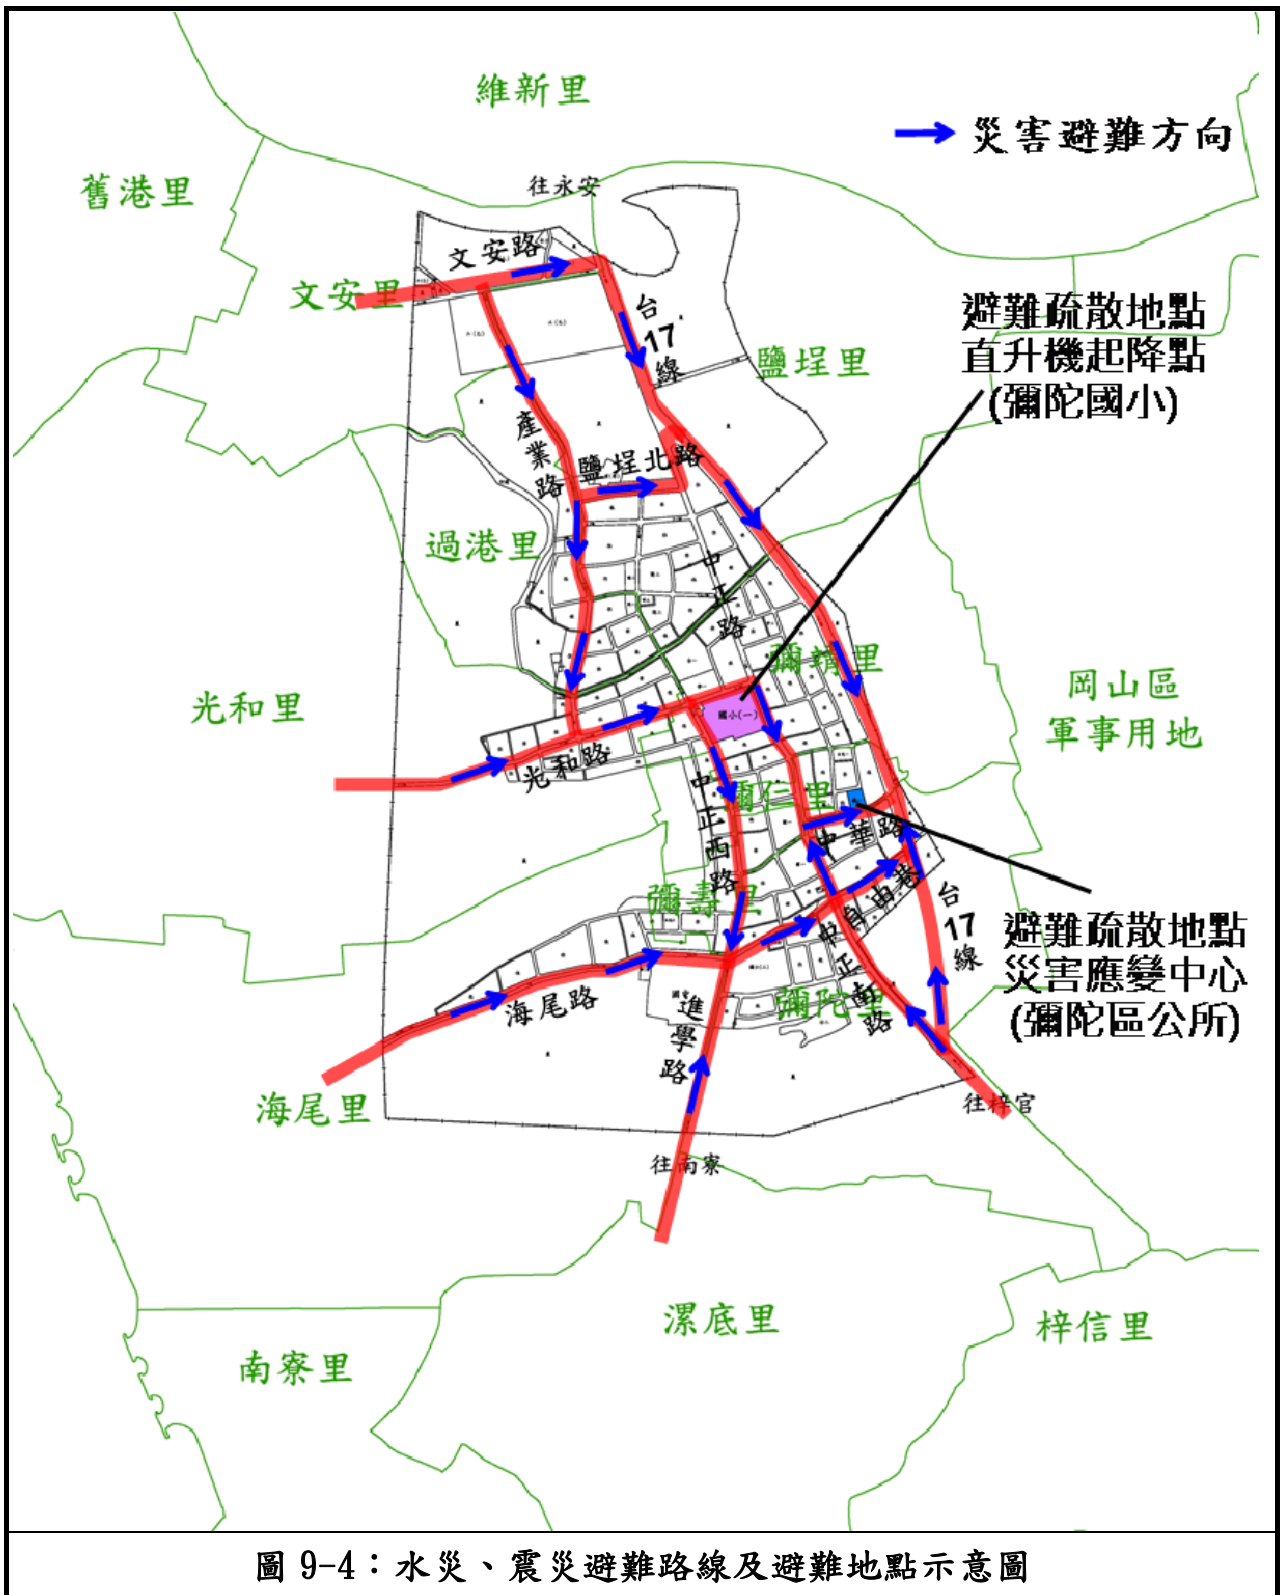 維新里
災害避難方向
舊港里
往永安
文安路
文安里
台17線
避難疏散地點
直升機起降點
(彌陀國小)
鹽埕里
產業路
鹽埕北路
過港里
中正路
彌靖里
岡山區
軍事用地
光和里
國小(一)
光和路
中正西路
彌仁里
中華路
彌壽里
自由巷
台17線
避難疏散地點
災害應變中心
(彌陀區公所)
中正南路
彌陀里
海尾路
進學路
海尾里
往梓官
往南寮
漯底里
梓信里
南寮里
圖 9-4：水災、震災避難路線及避難地點示意圖